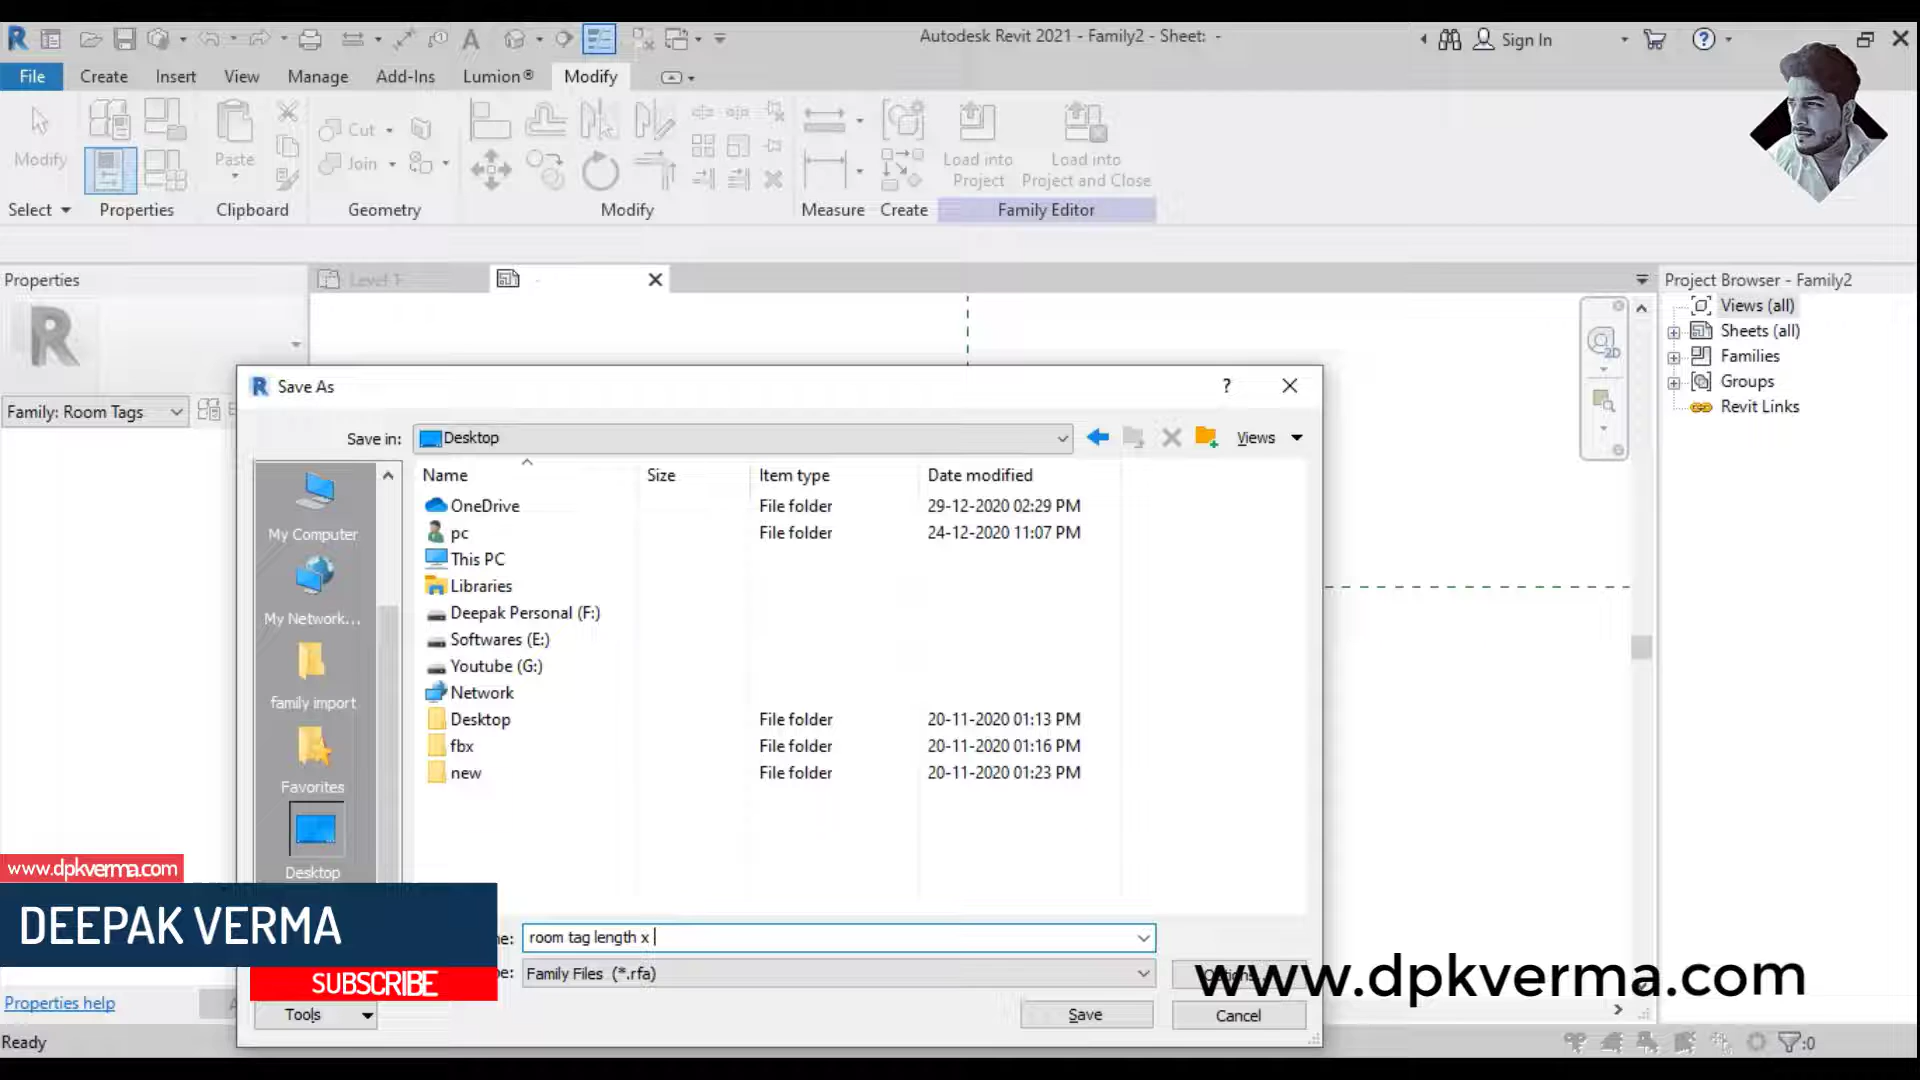 Autodesk Revit 2021 - Family2 - Sheet: -
Sign In
File
Create
Insert
View
Manage
Add-Ins
Lumion®
Modify
Modify
Paste
Cut
Join
Load into
Project
Load into
Project and Close
Select
Properties
Clipboard
Geometry
Modify
Measure
Create
Family Editor
Properties
Family: Room Tags
Project Browser - Family2
Views (all)
Sheets (all)
Families
Groups
Revit Links
2D
Save As
Save in:
Desktop
Views
Name
Size
Item type
Date modified
OneDrive
File folder
29-12-2020 02:29 PM
pc
File folder
24-12-2020 11:07 PM
This PC
Libraries
Deepak Personal (F:)
Softwares (E:)
Youtube (G:)
Network
Desktop
File folder
20-11-2020 01:13 PM
fbx
File folder
20-11-2020 01:16 PM
new
File folder
20-11-2020 01:23 PM
My Computer
My Network...
family import
Favorites
Desktop
room tag length x
Family Files (*.rfa)
Tools
Save
Cancel
www.dpkverma.com
DEEPAK VERMA
SUBSCRIBE
www.dpkverma.com
Properties help
Ready
:0